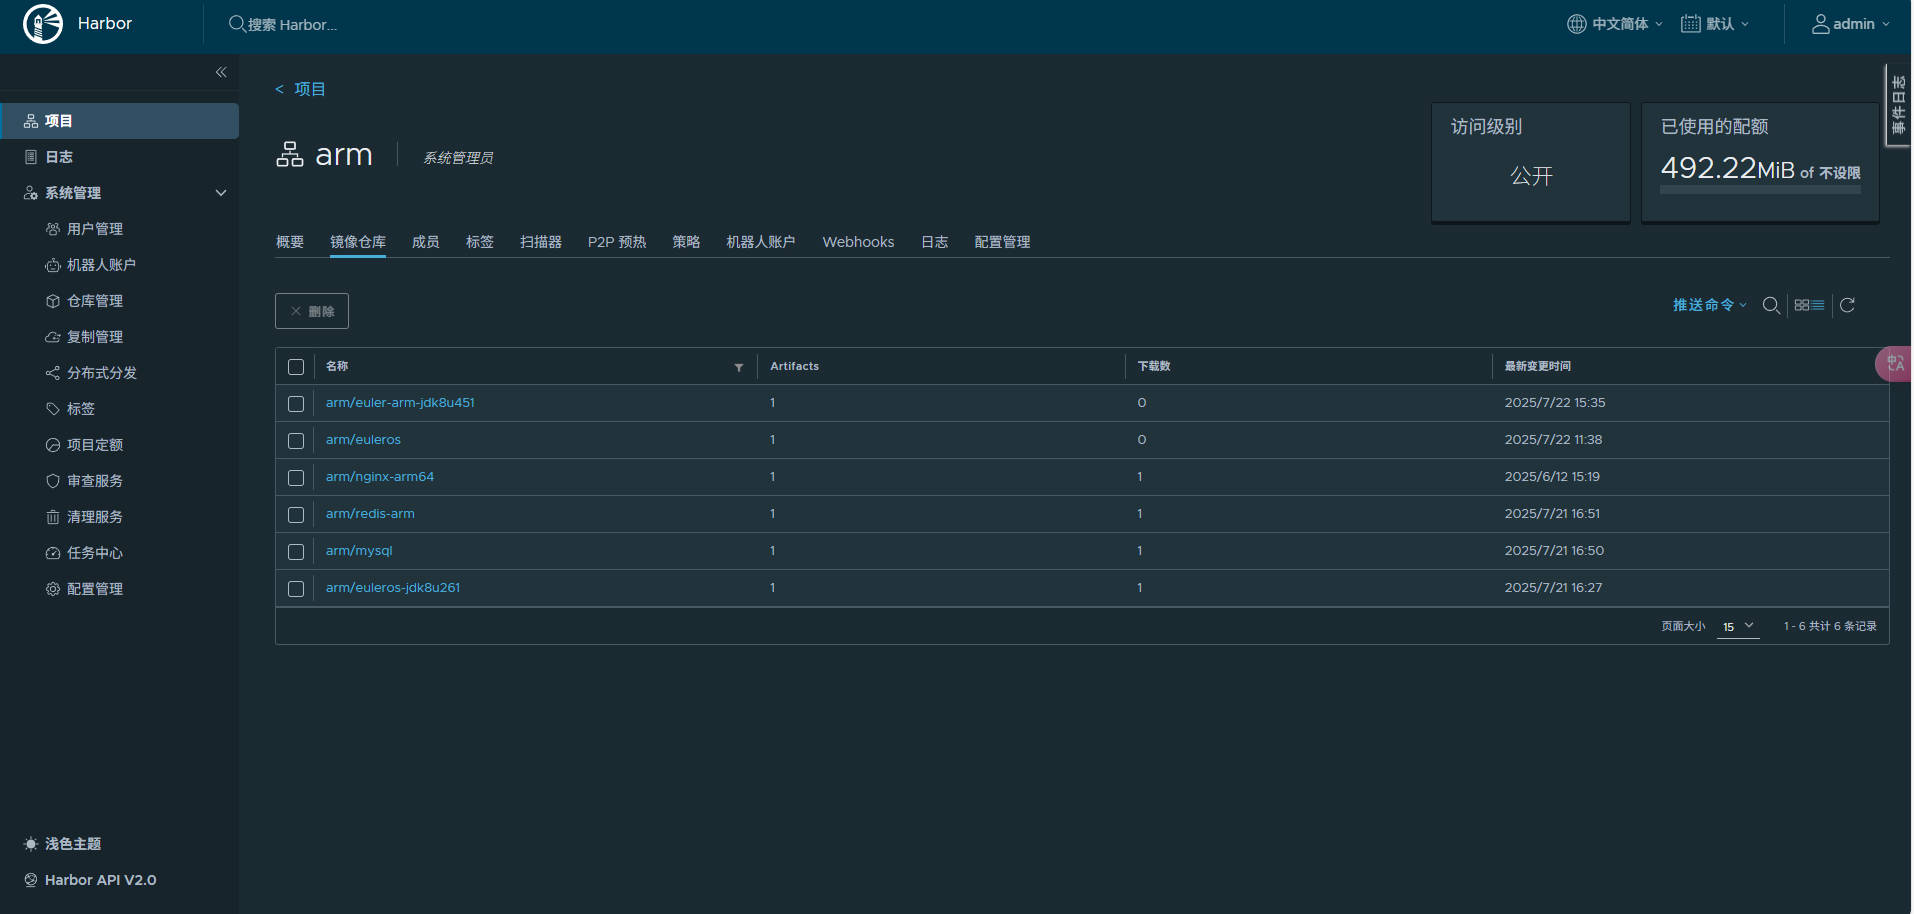 Harbor
搜索 Harbor...
中文简体
默认
admin
事件日志
项目
日志
系统管理
用户管理
机器人账户
仓库管理
复制管理
分布式分发
标签
项目定额
审查服务
清理服务
任务中心
配置管理
浅色主题
Harbor API V2.0
< 项目
arm
系统管理员
访问级别
公开
已使用的配额
492.22MiB of 不设限
概要 镜像仓库 成员 标签 扫描器 P2P 预热 策略 机器人账户 Webhooks 日志 配置管理
删除
推送命令
名称 Artifacts 下载数 最新变更时间
arm/euler-arm-jdk8u451 1 0 2025/7/22 15:35
arm/euleros 1 0 2025/7/22 11:38
arm/nginx-arm64 1 1 2025/6/12 15:19
arm/redis-arm 1 1 2025/7/21 16:51
arm/mysql 1 1 2025/7/21 16:50
arm/euleros-jdk8u261 1 1 2025/7/21 16:27
页面大小 15 1 - 6 共计 6 条记录
中
A